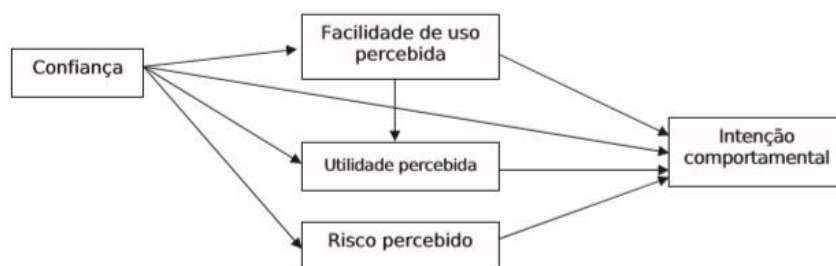 Confiança
Facilidade de uso
percebida
Utilidade percebida
Risco percebido
Intenção
comportamental